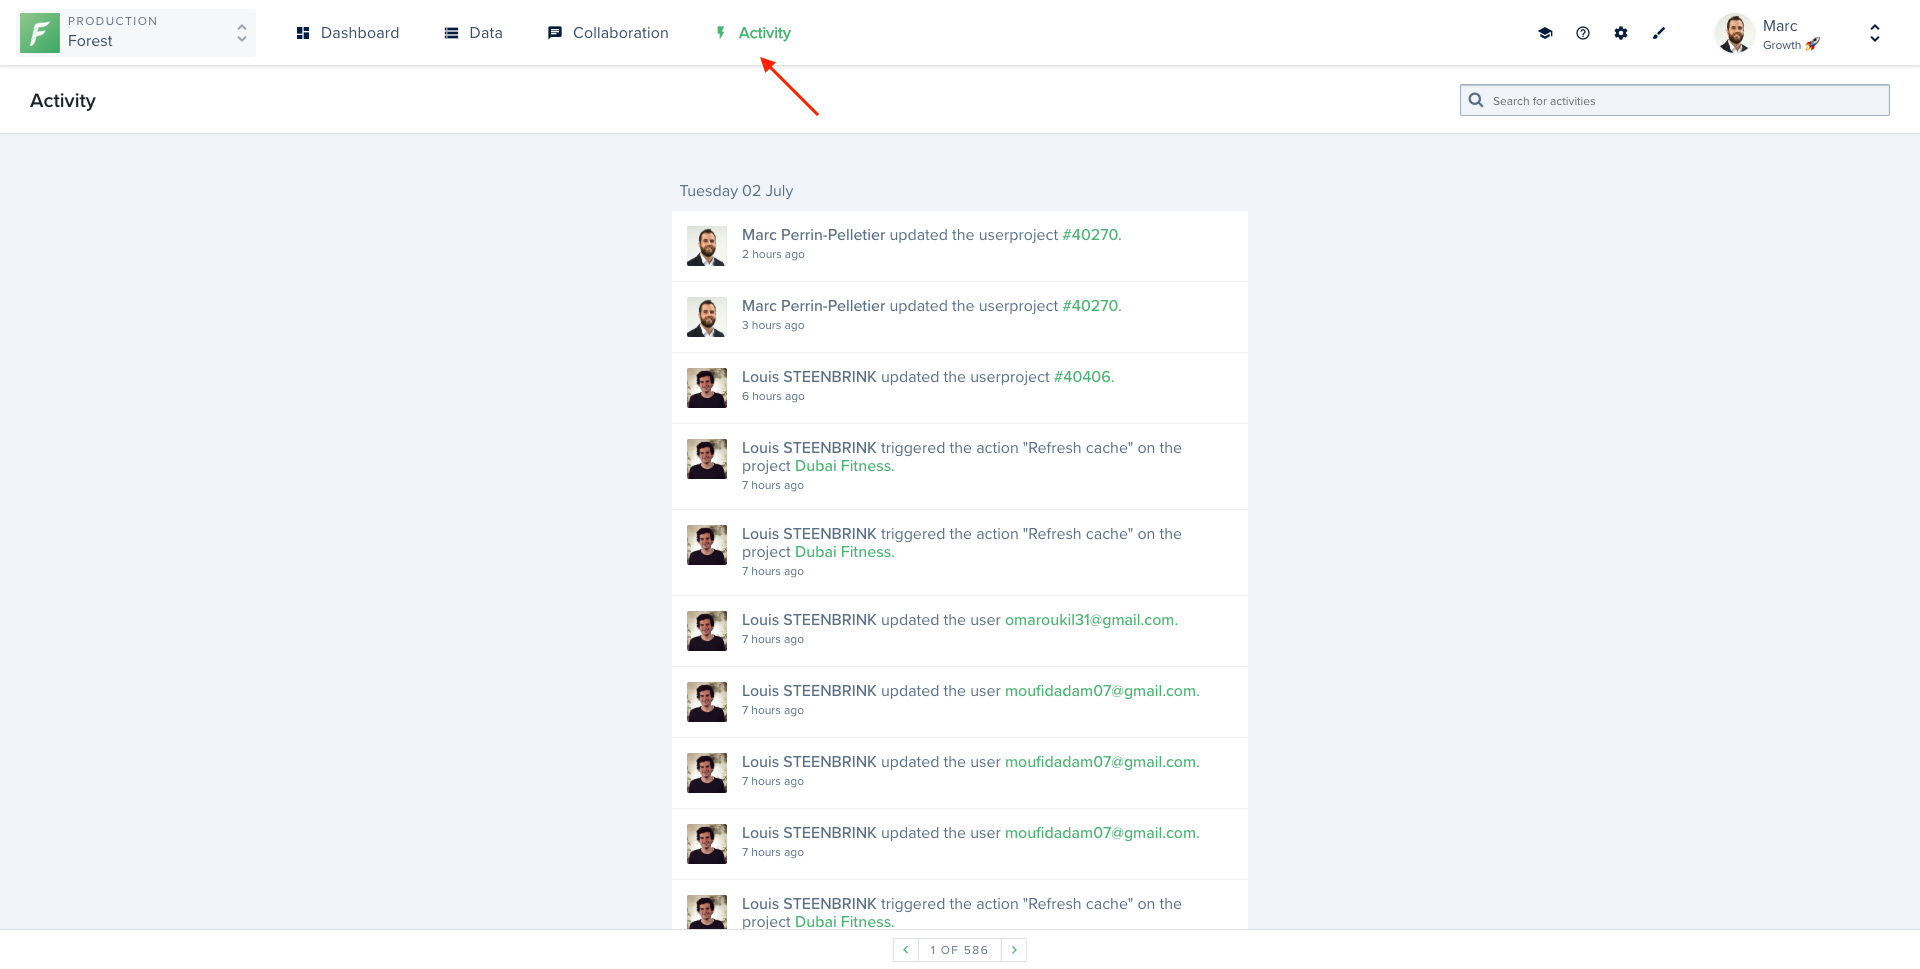 PRODUCTION
Forest
Dashboard
Data
Collaboration
Activity
Marc
Growth 🚀
Activity
Search for activities
Tuesday 02 July
Marc Perrin-Pelletier updated the userproject #40270.
2 hours ago
Marc Perrin-Pelletier updated the userproject #40270.
3 hours ago
Louis STEENBRINK updated the userproject #40406.
6 hours ago
Louis STEENBRINK triggered the action "Refresh cache" on the
project Dubai Fitness.
7 hours ago
Louis STEENBRINK triggered the action "Refresh cache" on the
project Dubai Fitness.
7 hours ago
Louis STEENBRINK updated the user omaroukil31@gmail.com.
7 hours ago
Louis STEENBRINK updated the user moufidadam07@gmail.com.
7 hours ago
Louis STEENBRINK updated the user moufidadam07@gmail.com.
7 hours ago
Louis STEENBRINK updated the user moufidadam07@gmail.com.
7 hours ago
Louis STEENBRINK triggered the action "Refresh cache" on the
project Dubai Fitness.
1 OF 586